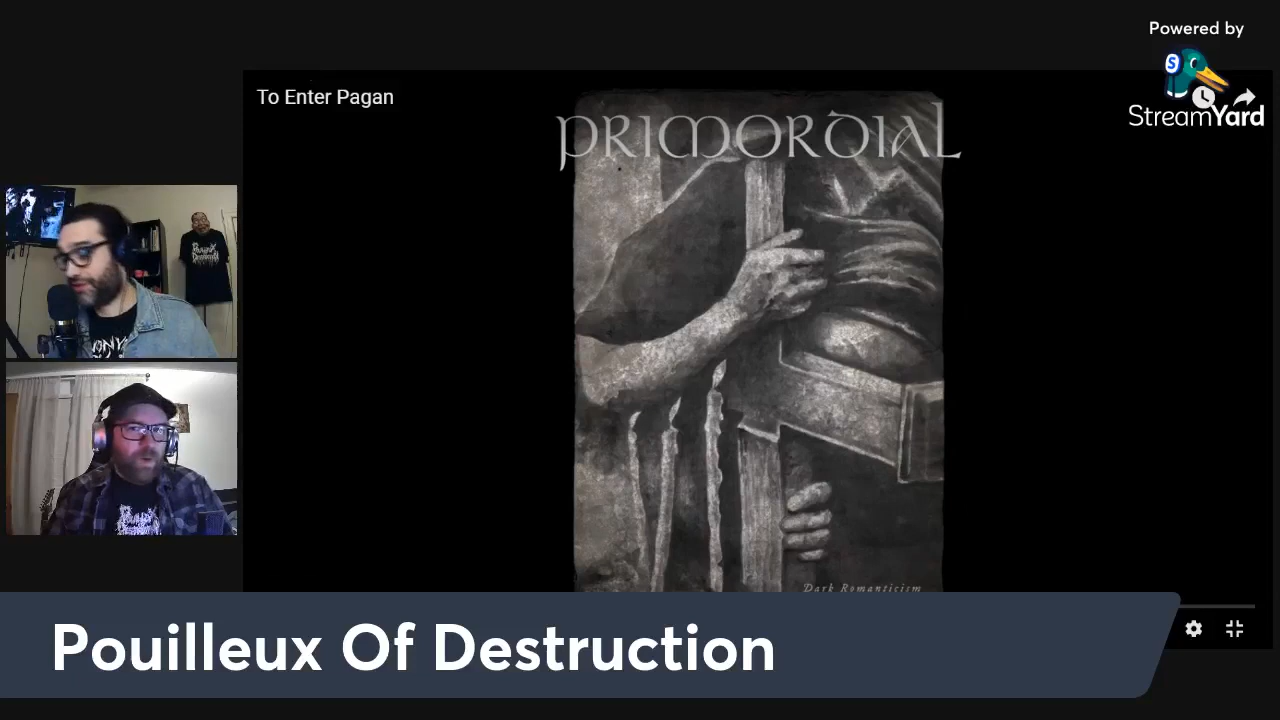 Powered by
StreamYard
To Enter Pagan
PRIMORDIAL
Dark Romanticism
Pouilleux Of Destruction